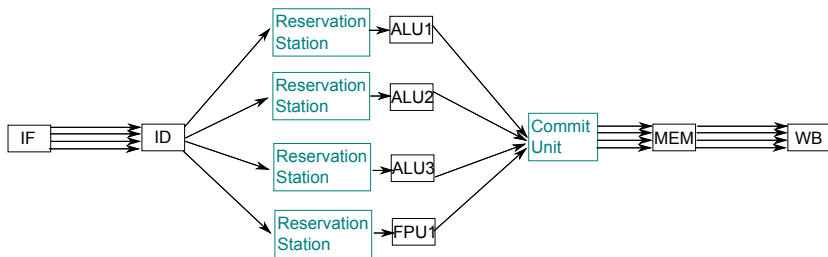 Reservation
Station
ALU1
Reservation
Station
ALU2
IF
ID
Commit
Unit
MEM
WB
Reservation
Station
ALU3
Reservation
Station
FPU1